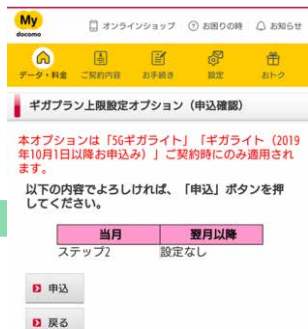 My
docomo
オンラインショップ
お困りの時
お知らせ
データ・料金
ご契約内容
お手続き
設定
おトク
ギガプラン上限設定オプション（申込確認）
本オプションは「5Gギガライト」「ギガライト（2019
年10月1日以降お申込み）」ご契約時にのみ適用され
ます。
以下の内容でよろしければ、「申込」ボタンを押
してください。
当月 翌月以降
ステップ2 設定なし
申込
戻る